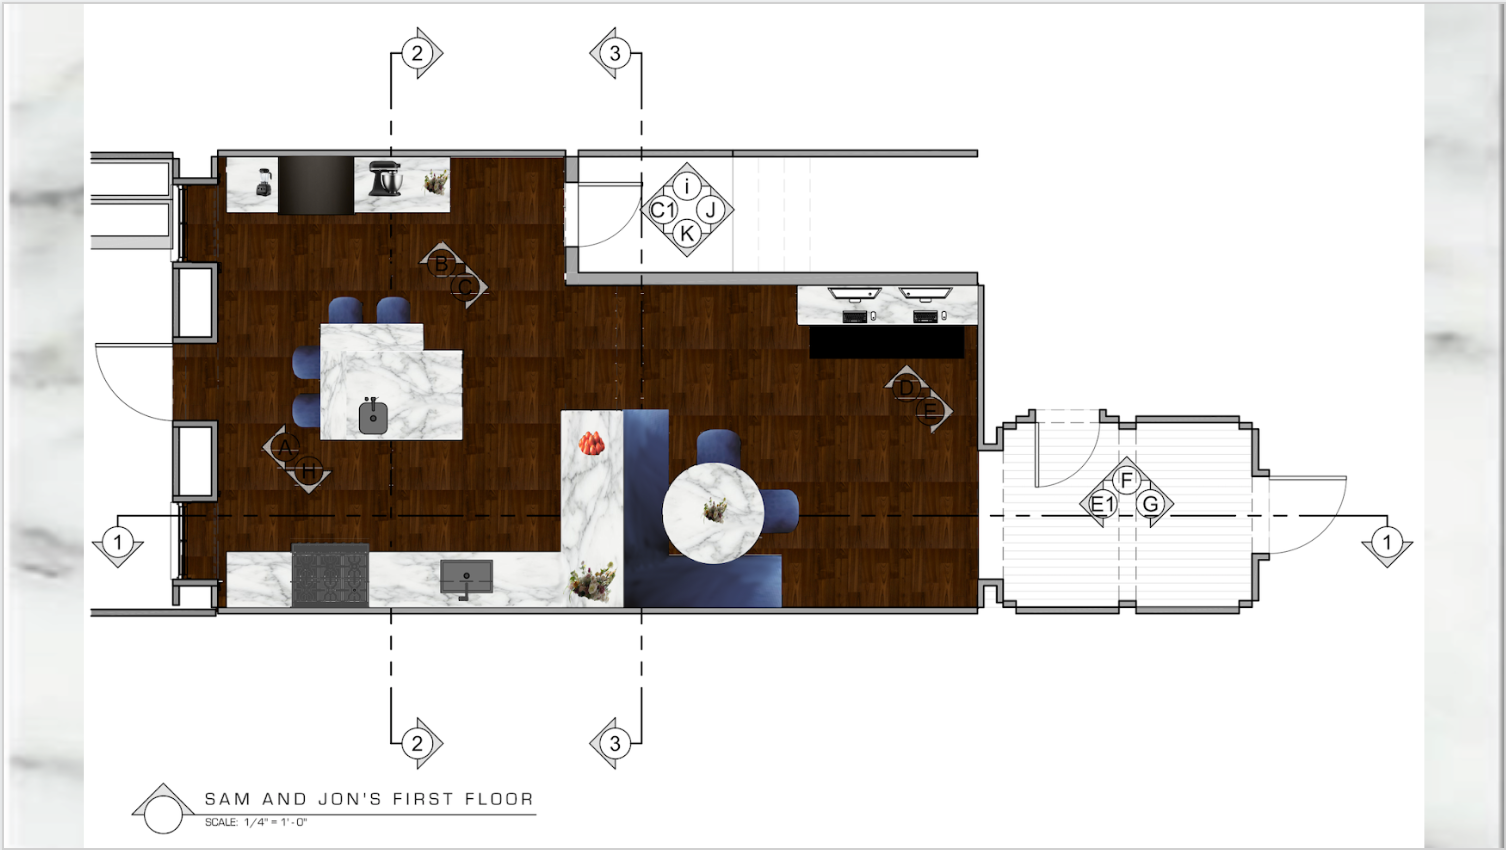 2
3
i
C1
J
K
B
C
D
E
A
H
F
E1
G
1
1
2
3
SAM AND JON'S FIRST FLOOR
SCALE: 1/4" = 1'-0"